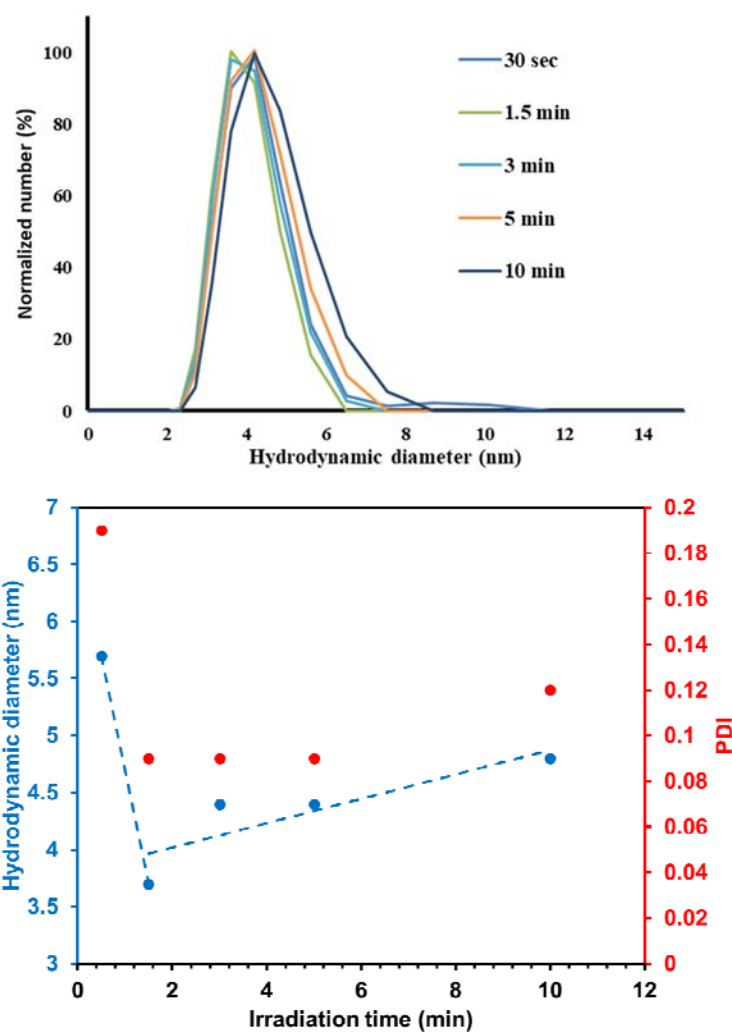 Normalized number (%)
100
80
60
40
20
0
30 sec
1.5 min
3 min
5 min
10 min
0 2 4 6 8 10 12 14
Hydrodynamic diameter (nm)
Hydrodynamic diameter (nm)
7
6.5
6
5.5
5
4.5
4
3.5
3
0.2
0.18
0.16
0.14
0.12
0.1
0.08
0.06
0.04
0.02
0
PDI
0 2 4 6 8 10 12
Irradiation time (min)